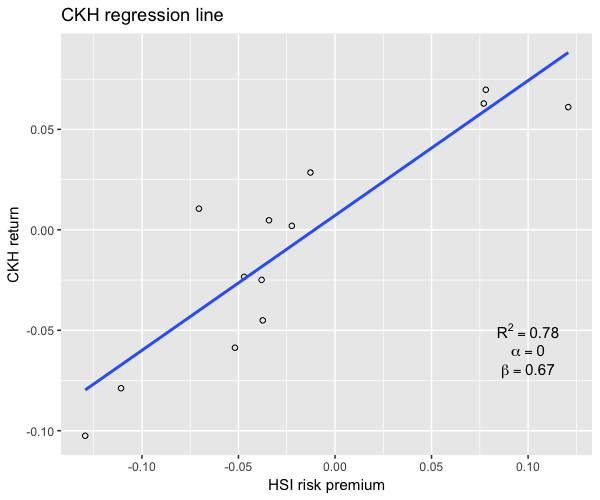 CKH regression line
CKH return
0.05
0.00
-0.05
-0.10
R² = 0.78
α = 0
β = 0.67
-0.10 -0.05 0.00 0.05 0.10
HSI risk premium